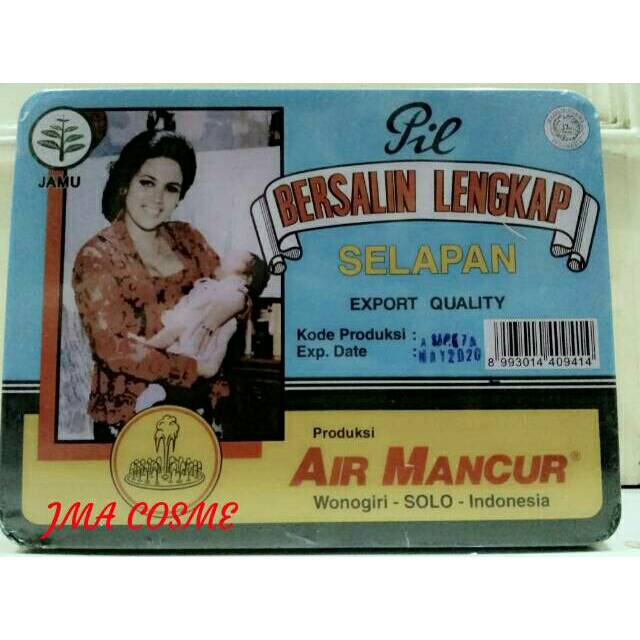 JAMU
Pil
BERSALIN LENGKAP
SELAPAN
EXPORT QUALITY
Kode Produksi :
Exp. Date : MAY2020
8 993014 409414
Produksi
AIR MANCUR®
Wonogiri - SOLO - Indonesia
JMA COSME